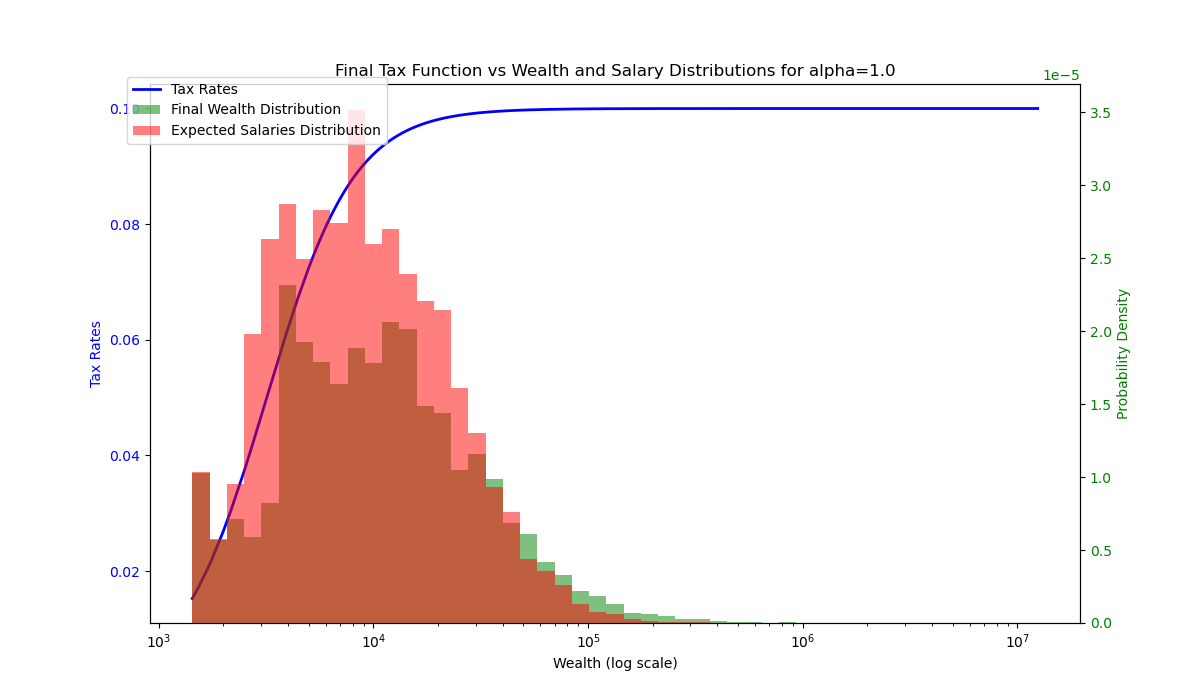 Final Tax Function vs Wealth and Salary Distributions for alpha=1.0
1e−5
Tax Rates
Final Wealth Distribution
Expected Salaries Distribution
0.10
0.08
0.06
0.04
0.02
Tax Rates
3.5
3.0
2.5
2.0
1.5
1.0
0.5
0.0
Probability Density
10³ 10⁴ 10⁵ 10⁶ 10⁷
Wealth (log scale)